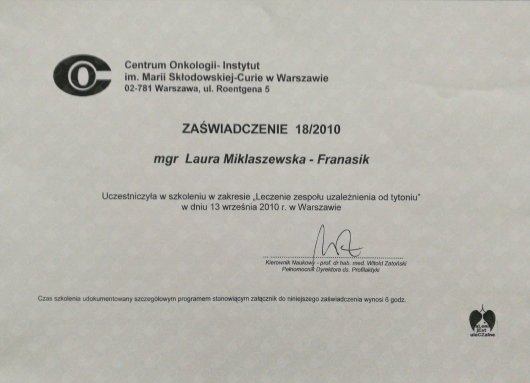 Centrum Onkologii- Instytut
im. Marii Skłodowskiej-Curie w Warszawie
02-781 Warszawa, ul. Roentgena 5
ZAŚWIADCZENIE 18/2010
mgr Laura Miklaszewska - Franasik
Uczestniczyła w szkoleniu w zakresie „Leczenie zespołu uzależnienia od tytoniu”
w dniu 13 września 2010 r. w Warszawie
Kierownik Naukowy - prof. dr hab. med. Witold Zatoński
Pełnomocnik Dyrektora ds. Profilaktyki
Czas szkolenia udokumentowany szczegółowym programem stanowiącym załącznik do niniejszego zaświadczenia wynosi 6 godz.
jest
uleCZalne